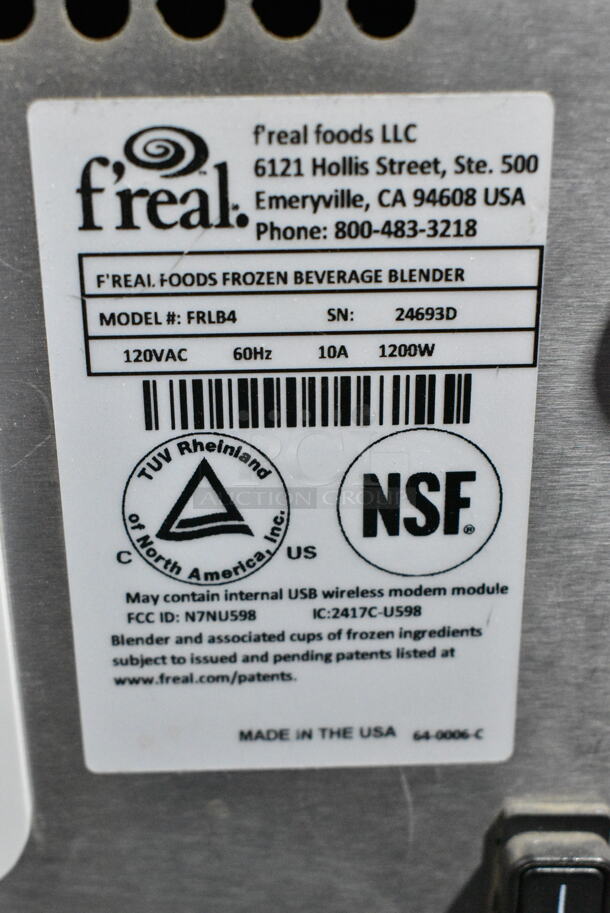 f'real.
f'real foods LLC
6121 Hollis Street, Ste. 500
Emeryville, CA 94608 USA
Phone: 800-483-3218
F'REAL FOODS FROZEN BEVERAGE BLENDER
MODEL #: FRLB4 SN: 24693D
120VAC 60Hz 10A 1200W
TUV Rheinland
of North America, Inc.
C US
NSF®
AUCTION GROUP
May contain internal USB wireless modem module
FCC ID: N7NU598 IC:2417C-U598
Blender and associated cups of frozen ingredients
subject to issued and pending patents listed at
www.freal.com/patents.
MADE IN THE USA 64-0006-C